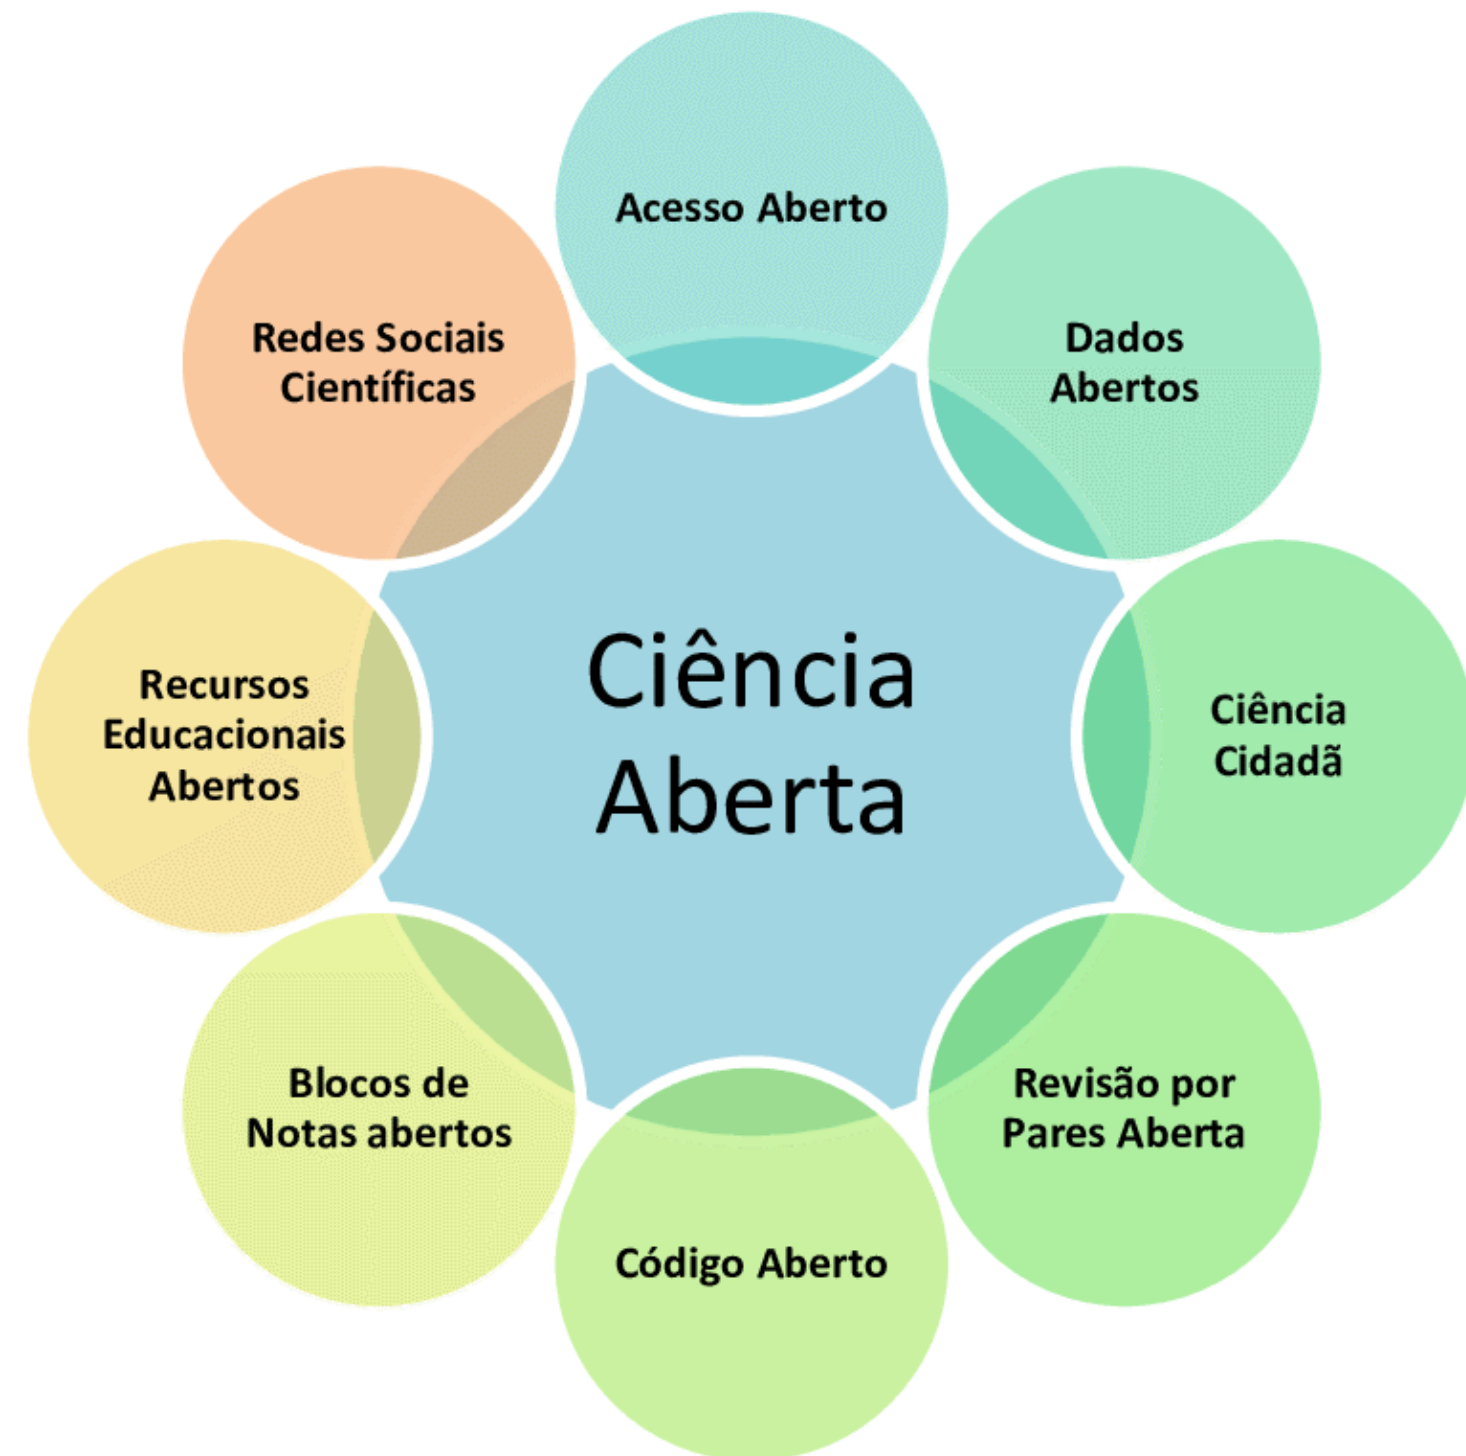 Acesso Aberto
Dados
Abertos
Ciência
Cidadã
Revisão por
Pares Aberta
Código Aberto
Blocos de
Notas abertos
Recursos
Educacionais
Abertos
Redes Sociais
Científicas
Ciência
Aberta